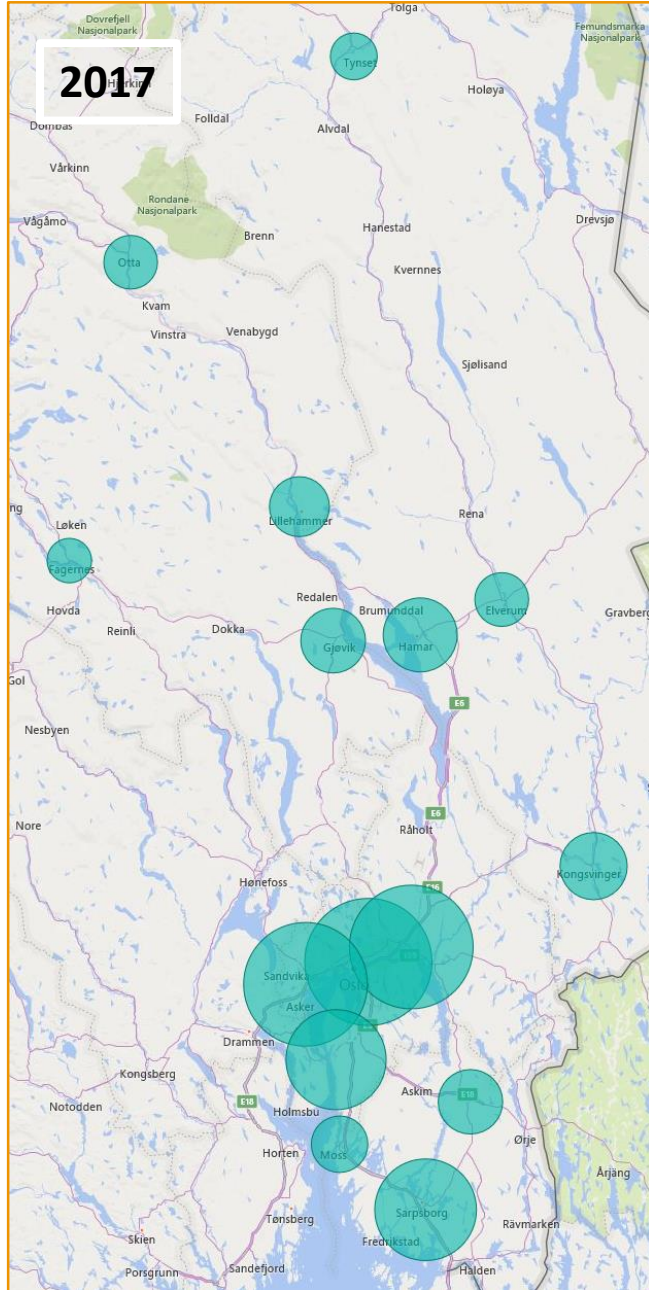 Tolga
Dovrefjell
Nasjonalpark
Femundsmarka
Nasjonalpark
2017
Tynset
Hjerkinn
Holøya
Folldal
Alvdal
Dombås
Vårkinn
Rondane
Nasjonalpark
Vågåmo
Drevsjø
Hanestad
Brenn
Otta
Kvernnes
Kvam
Vinstra
Venabygd
Sjølisand
ng
Løken
Lillehammer
Rena
Fagernes
Redalen
Brumunddal
Elverum
Hovda
Gravberg
Reinli
Dokka
Gjøvik
Hamar
Gol
E6
Nesbyen
E6
Nore
Råholt
Kongsvinger
Hønefoss
E16
Sandvika
Oslo
Asker
Drammen
Kongsberg
Askim
E18
Notodden
E18
Holmsbu
Ørje
Horten
Moss
Årjäng
Sarpsborg
Tønsberg
Rävmarken
Skien
Fredrikstad
Porsgrunn
Sandefjord
Halden